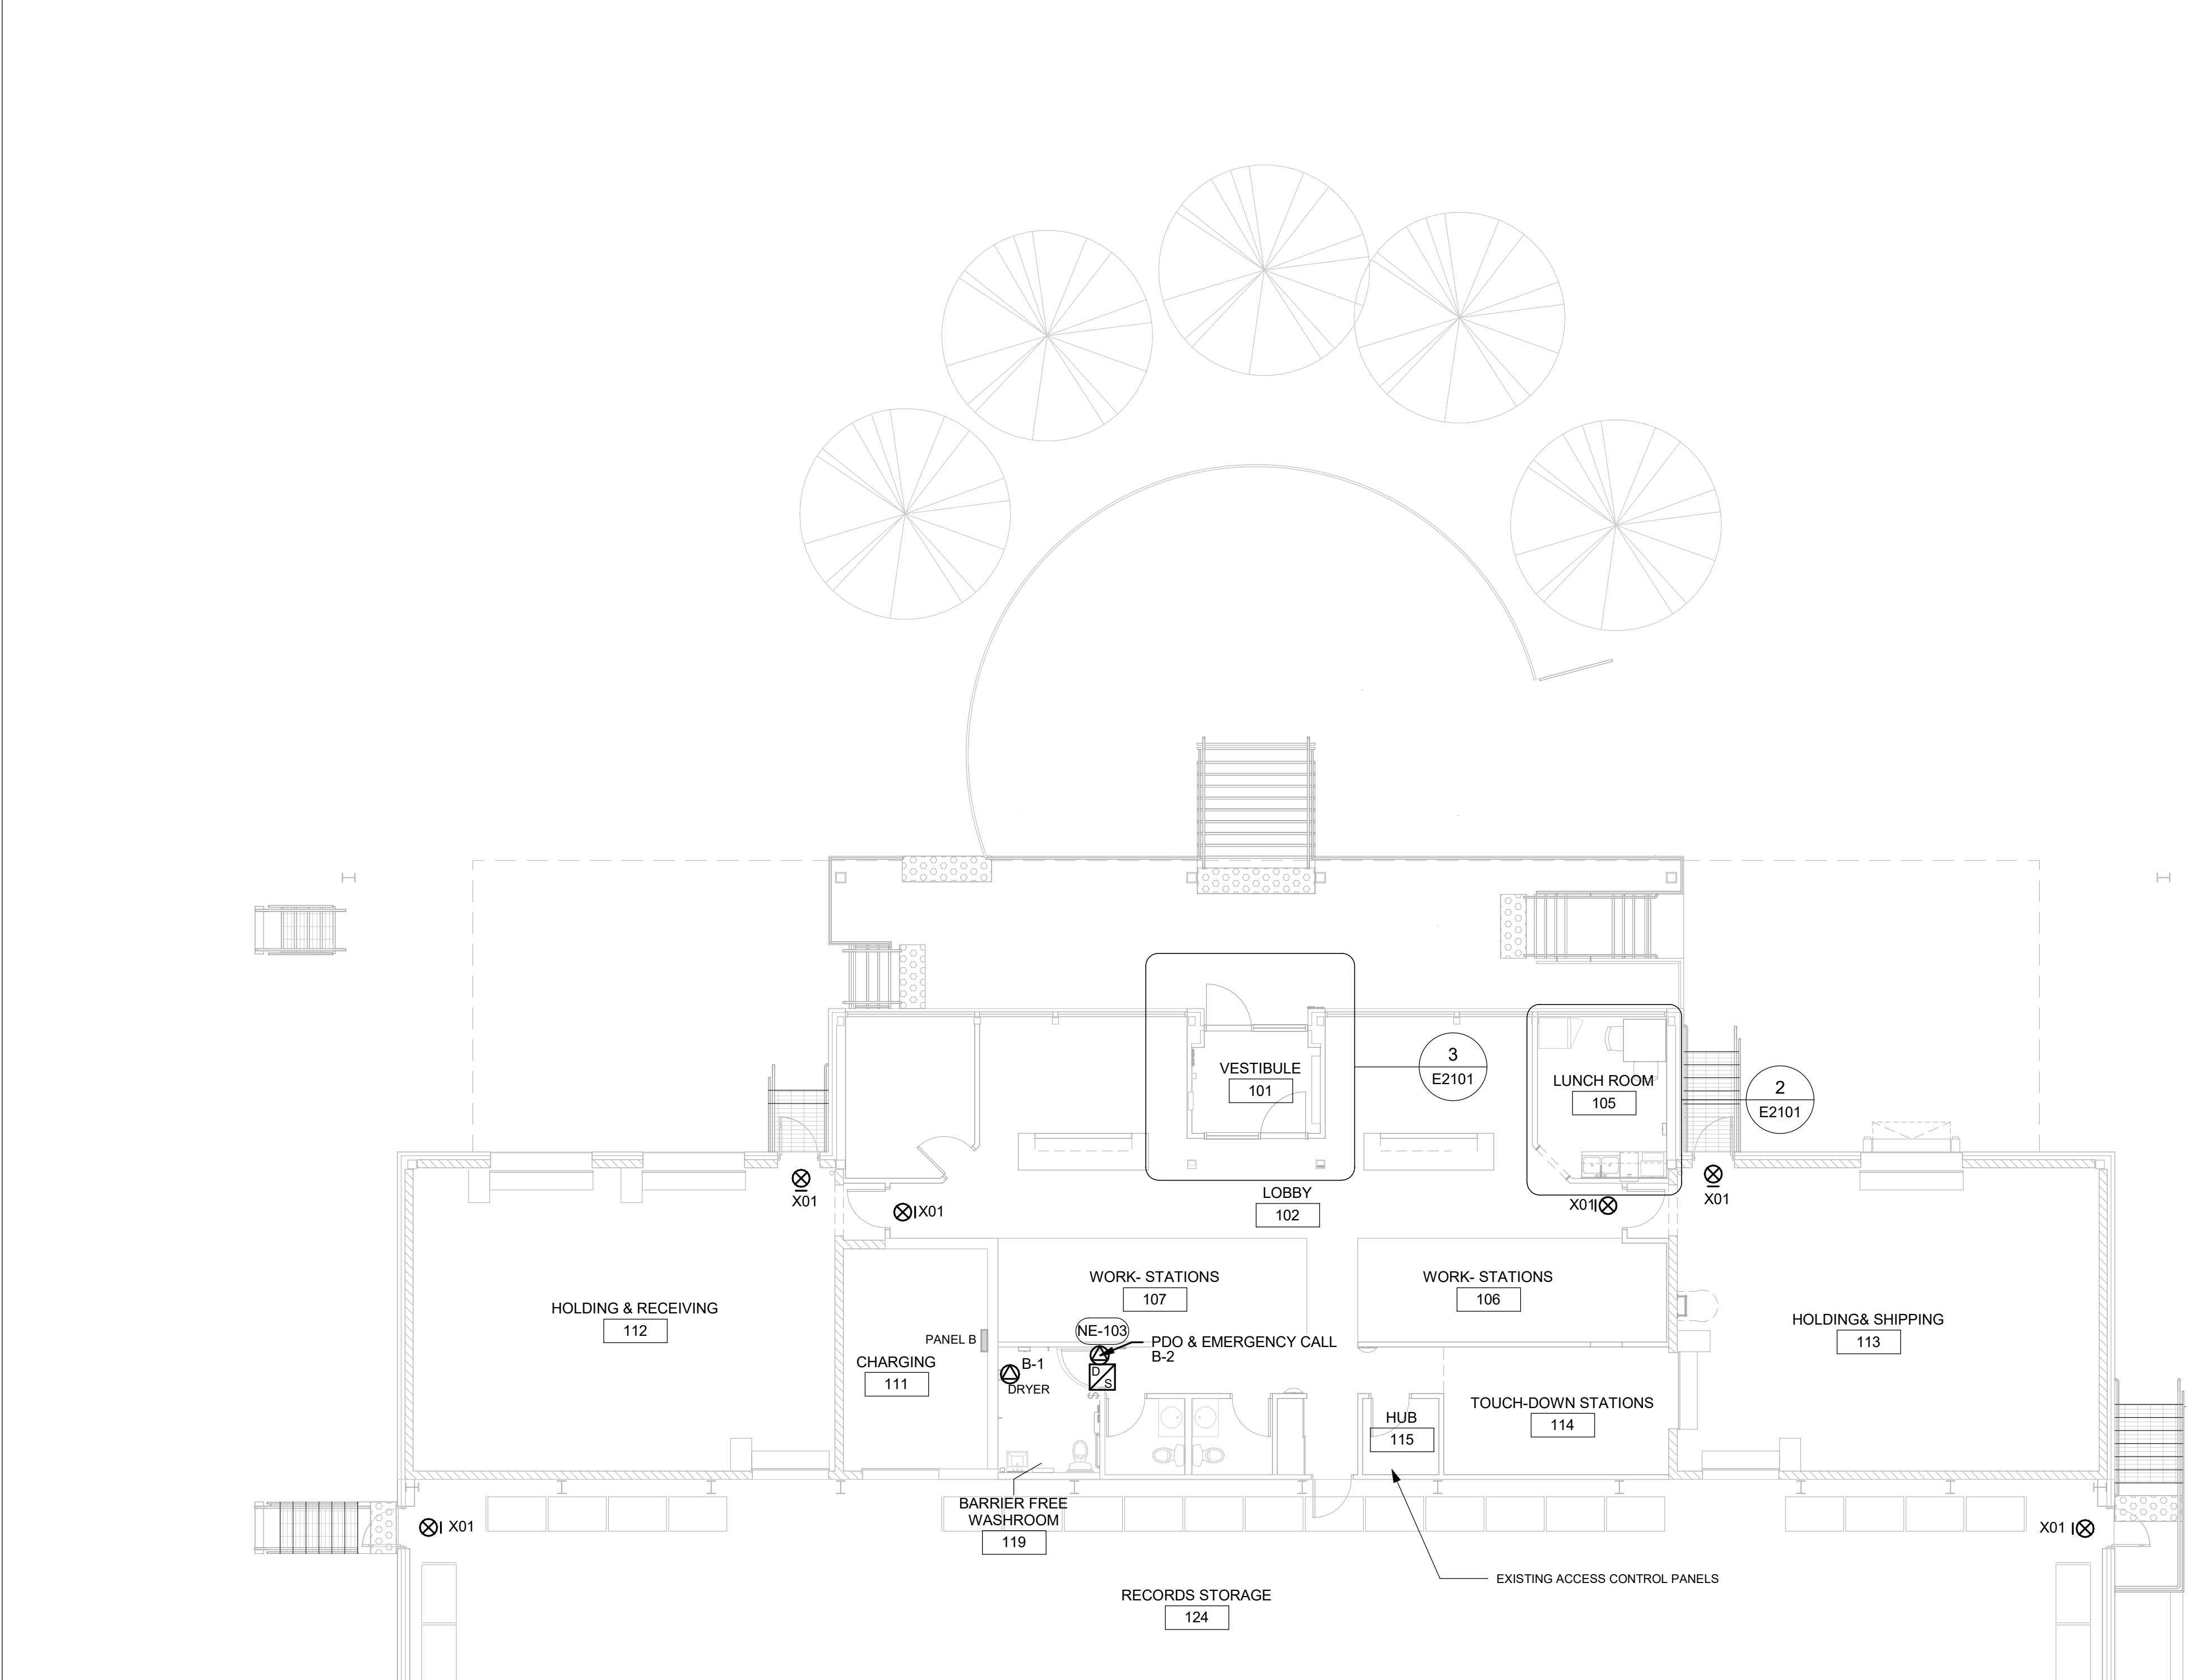 VESTIBULE
101
3
E2101
LUNCH ROOM
105
2
E2101
X01
X01
LOBBY
102
X01
X01
WORK- STATIONS
107
WORK- STATIONS
106
HOLDING & RECEIVING
112
HOLDING& SHIPPING
113
NE-103
PANEL B
PDO & EMERGENCY CALL
B-2
CHARGING
111
B-1
DRYER
D
S
$
TOUCH-DOWN STATIONS
114
HUB
115
BARRIER FREE
WASHROOM
119
X01
X01
EXISTING ACCESS CONTROL PANELS
RECORDS STORAGE
124